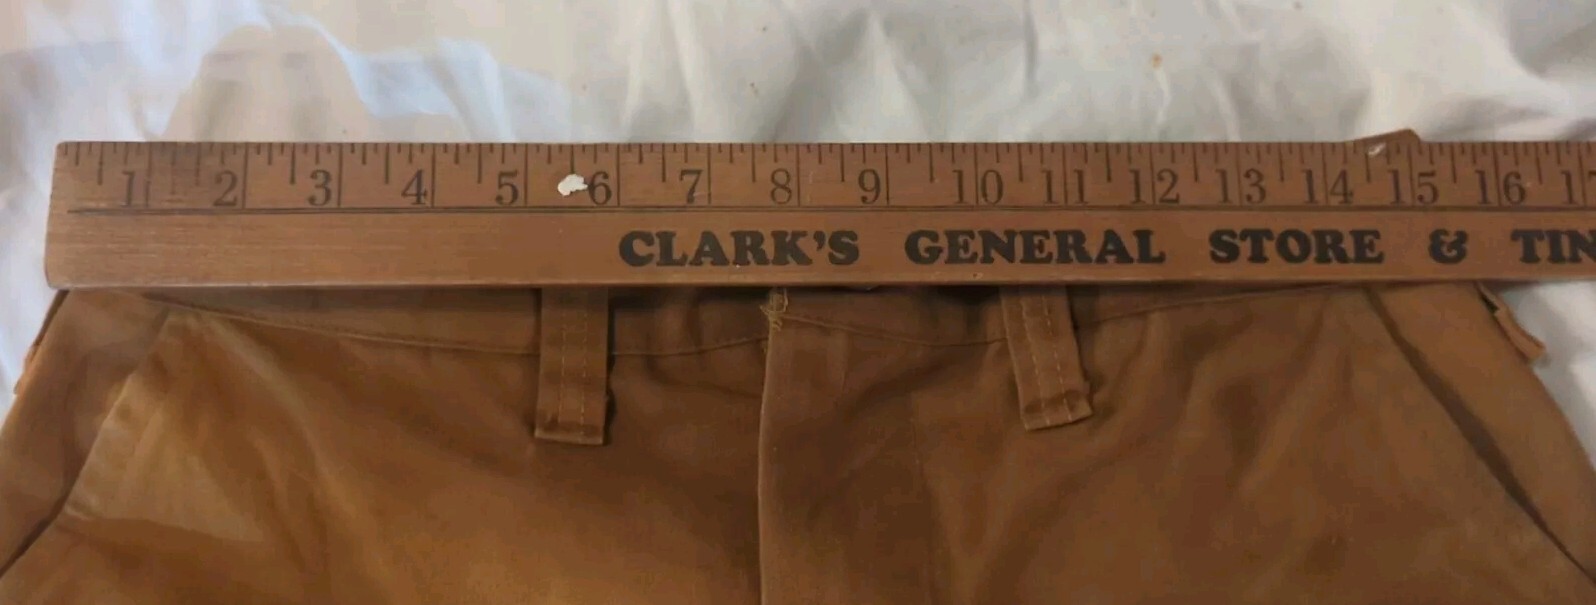 1 2 3 4 5 6 7 8 9 10 11 12 13 14 15 16
CLARK'S GENERAL STORE & TIN